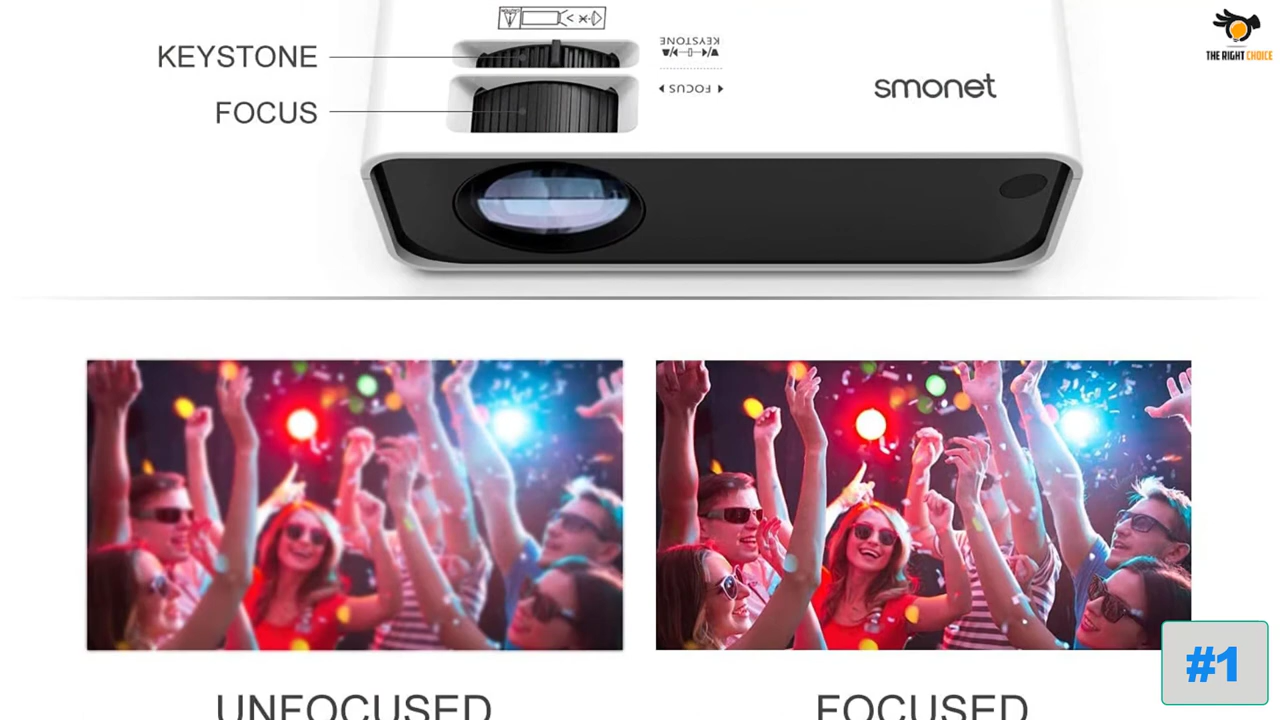 KEYSTONE
FOCUS
KEYSTONE
FOCUS
smonet
THE RIGHT CHOICE
UNFOCUSED
FOCUSED
#1